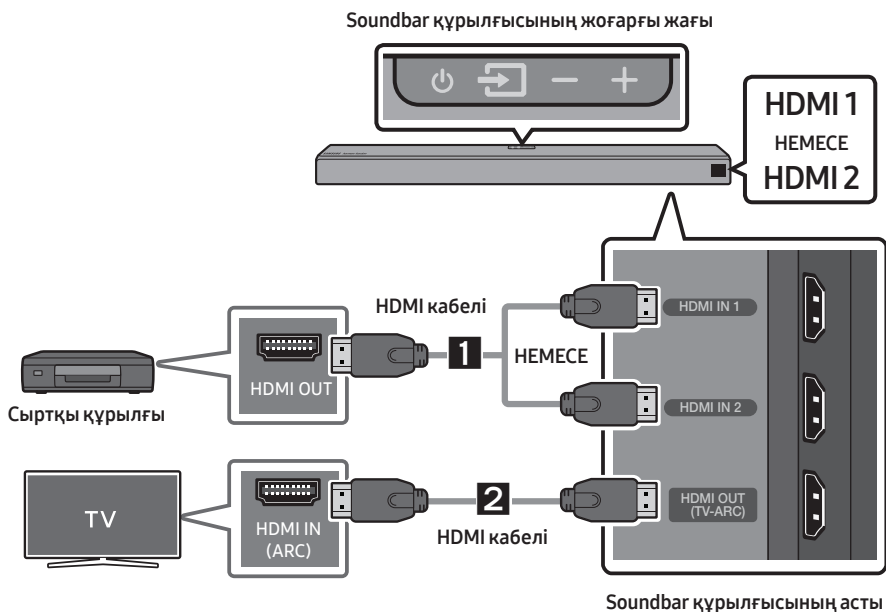 Soundbar құрылғысының жоғарғы жағы
HDMI 1
НЕМЕСЕ
HDMI 2
HDMI кабелі
HDMI IN 1
1
НЕМЕСЕ
HDMI OUT
HDMI IN 2
Сыртқы құрылғы
TV
HDMI IN
(ARC)
2
HDMI кабелі
HDMI OUT
(TV-ARC)
Soundbar құрылғысының асты